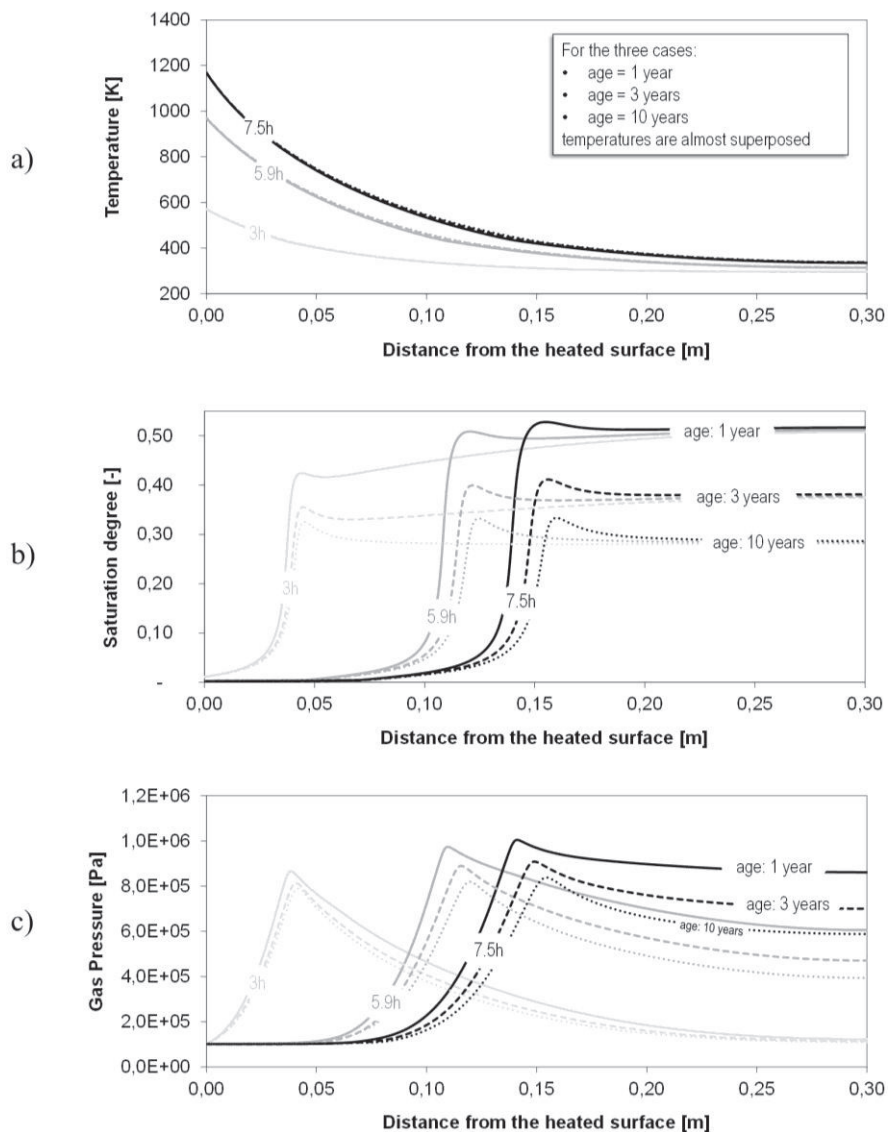 a)
Temperature [K]
1400
1200
1000
800
600
400
200
7.5h
5.9h
3h
For the three cases:
• age = 1 year
• age = 3 years
• age = 10 years
temperatures are almost superposed
0,00 0,05 0,10 0,15 0,20 0,25 0,30
Distance from the heated surface [m]
b)
Saturation degree [-]
0,50
0,40
0,30
0,20
0,10
-
age: 1 year
age: 3 years
age: 10 years
3h
5.9h
7.5h
0,00 0,05 0,10 0,15 0,20 0,25 0,30
Distance from the heated surface [m]
c)
Gas Pressure [Pa]
1,2E+06
1,0E+06
8,0E+05
6,0E+05
4,0E+05
2,0E+05
0,0E+00
age: 1 year
age: 3 years
age: 10 years
3h
5.9h
7.5h
0,00 0,05 0,10 0,15 0,20 0,25 0,30
Distance from the heated surface [m]